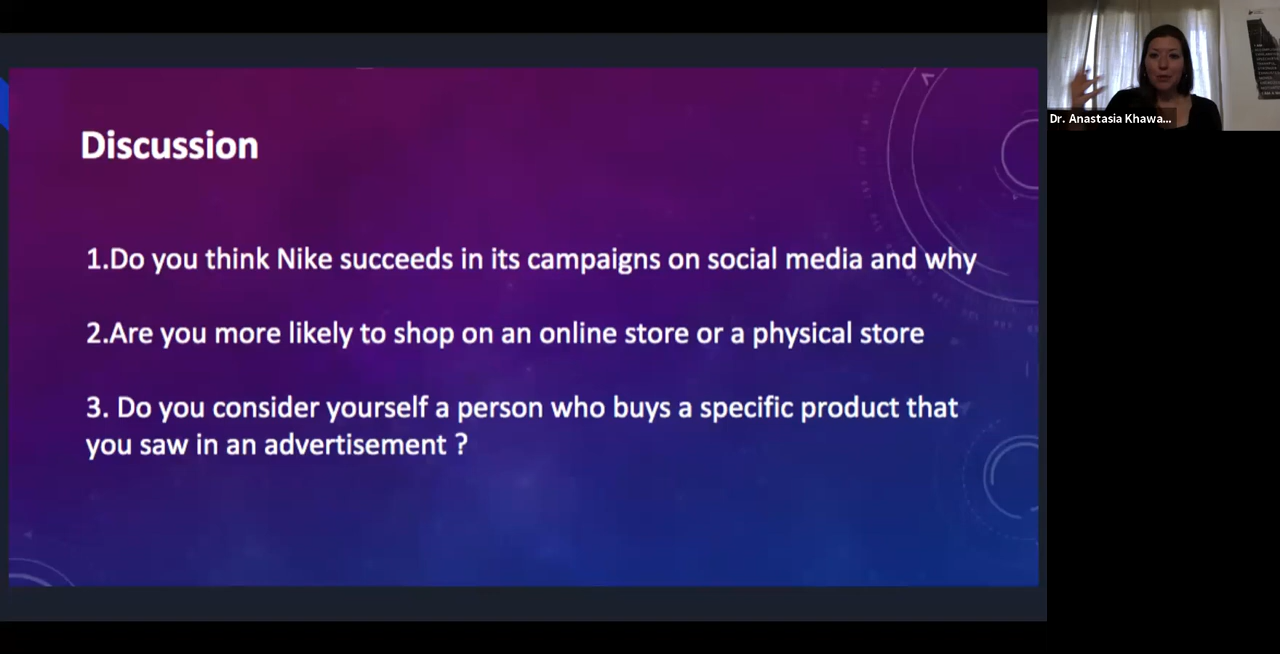 Discussion
1.Do you think Nike succeeds in its campaigns on social media and why
2.Are you more likely to shop on an online store or a physical store
3. Do you consider yourself a person who buys a specific product that
you saw in an advertisement ?
Dr. Anastasia Khawa...